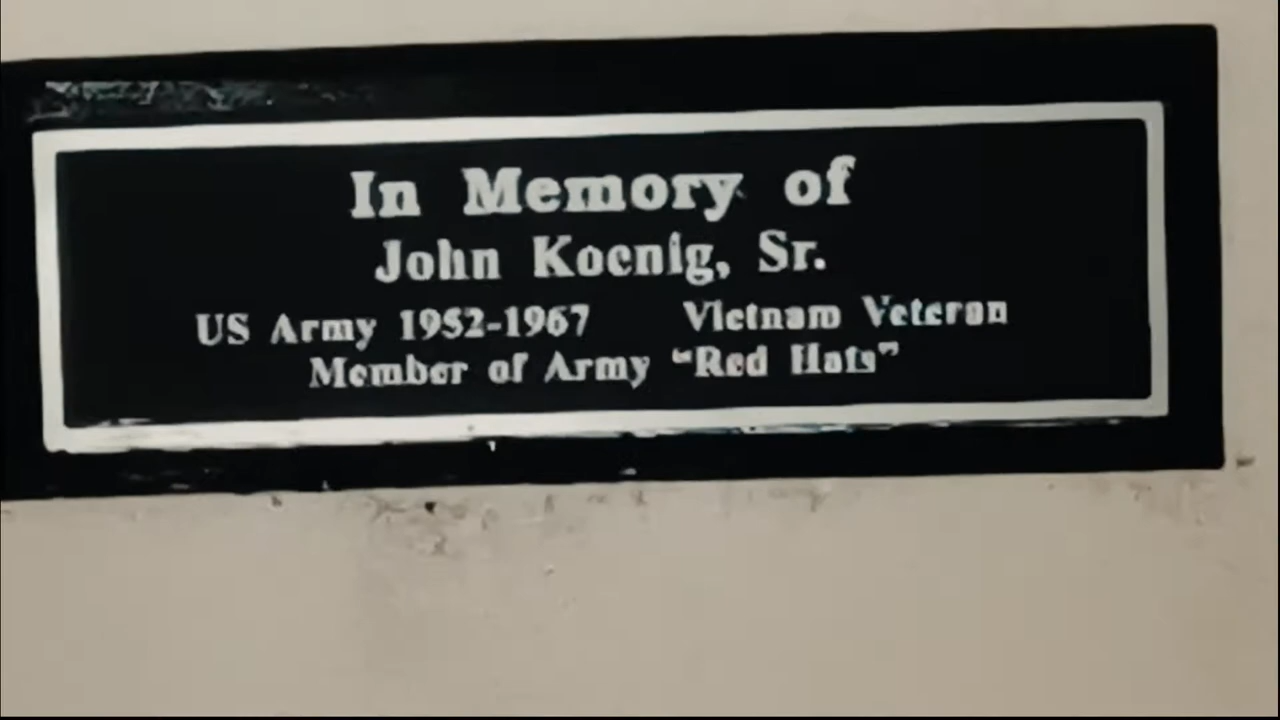 In Memory of
John Koenig, Sr.
US Army 1952-1967 Vietnam Veteran
Member of Army “Red Hats”